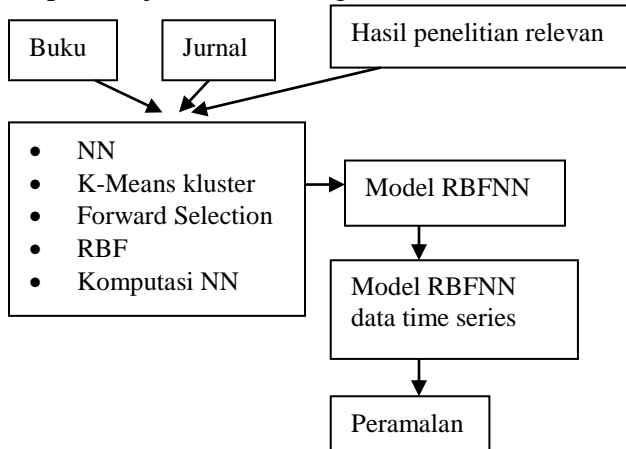 Buku
Jurnal
Hasil penelitian relevan
• NN
• K-Means kluster
• Forward Selection
• RBF
• Komputasi NN
Model RBFNN
Model RBFNN
data time series
Peramalan